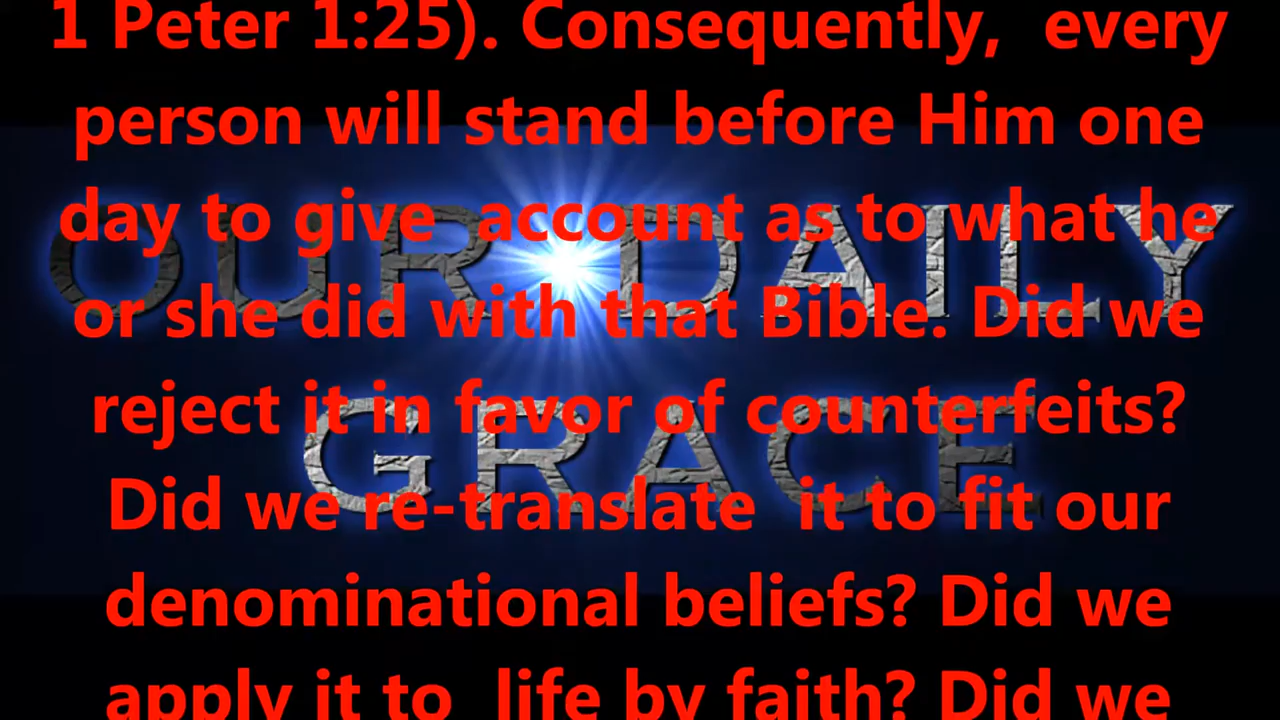 1 Peter 1:25). Consequently, every
person will stand before Him one
day to give account as to what he
or she did with that Bible. Did we
reject it in favor of counterfeits?
Did we re-translate it to fit our
denominational beliefs? Did we
apply it to life by faith? Did we
OUR DAILY
GRACE